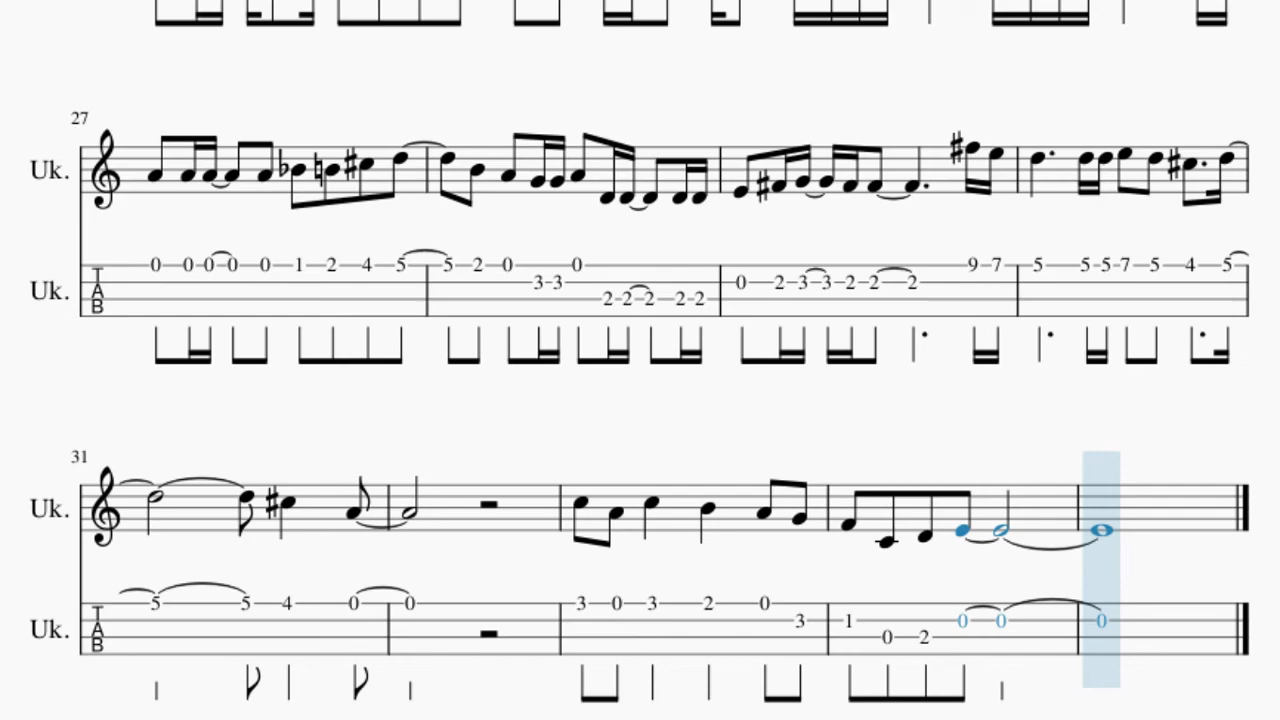 27
Uk.
0 0 0 0 0 1 2 4 5 5 2 0 3 3 0 2 2 2 2 2 0 2 3 3 2 2 2 9 7 5 5 5 7 5 4 5
Uk. T A B
31
Uk.
5 5 4 0 0 3 0 3 2 0 3 1 0 2 0 0 0
Uk. T A B